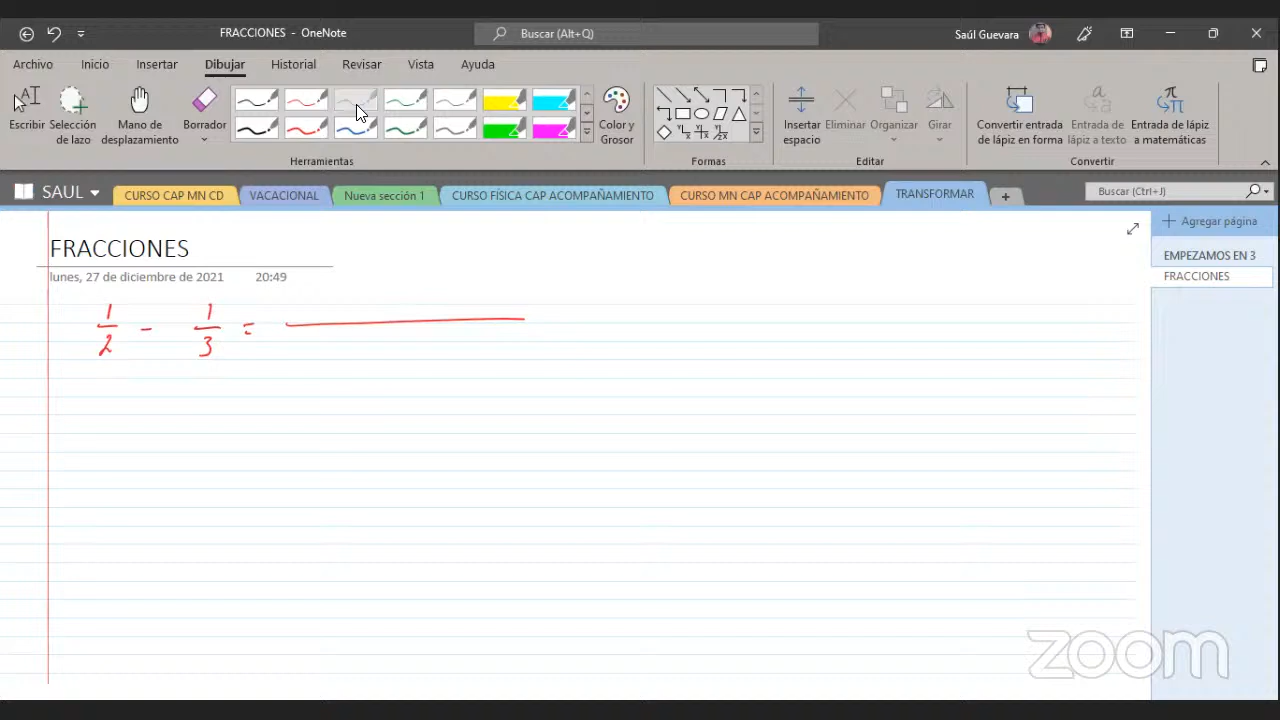 FRACCIONES - OneNote
Buscar (Alt+Q)
Saúl Guevara
Archivo Inicio Insertar Dibujar Historial Revisar Vista Ayuda
Escribir
Selección de lazo
Mano de desplazamiento
Borrador
Color y Grosor
Insertar espacio
Eliminar
Organizar
Girar
Convertir entrada de lápiz en forma
Entrada de lápiz a texto
Entrada de lápiz a matemáticas
Herramientas Formas Editar Convertir
SAUL CURSO CAP MN CD VACACIONAL Nueva sección 1 CURSO FÍSICA CAP ACOMPAÑAMIENTO CURSO MN CAP ACOMPAÑAMIENTO TRANSFORMAR + Buscar (Ctrl+J)
Agregar página
EMPEZAMOS EN 3
FRACCIONES
FRACCIONES
lunes, 27 de diciembre de 2021 20:49
1/2 - 1/3 =
zoom